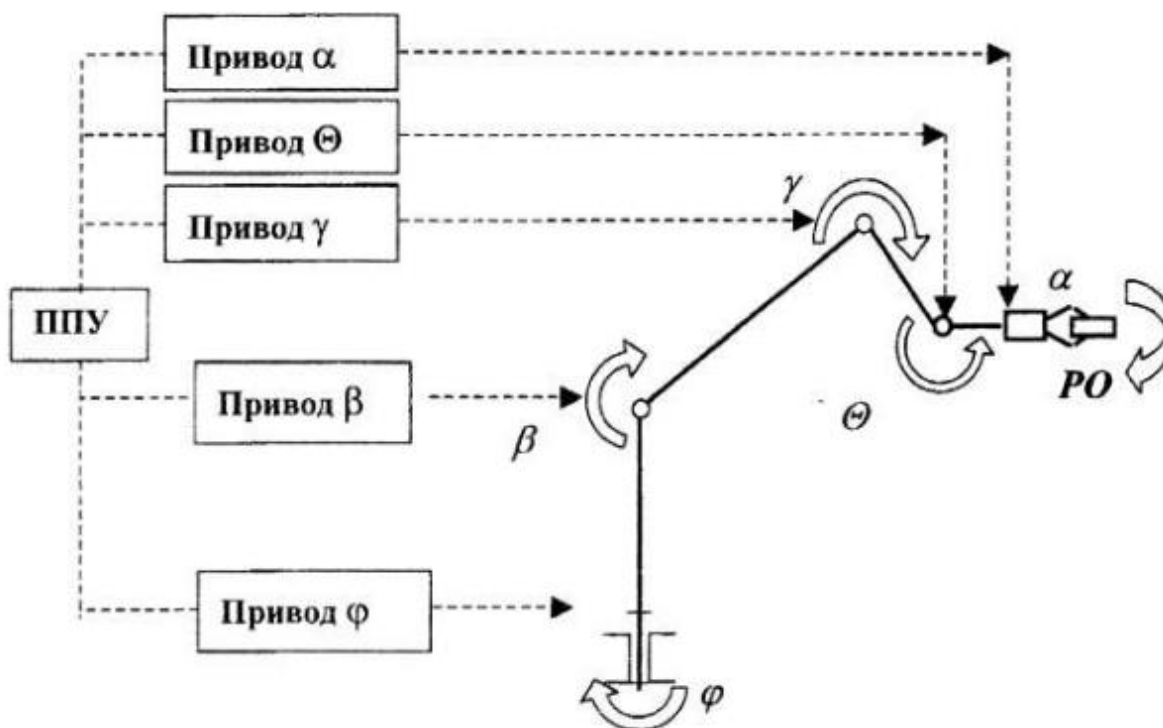 Привод α
Привод Θ
Привод γ
γ
ППУ
α
РО
Привод β
β
Θ
Привод φ
φ